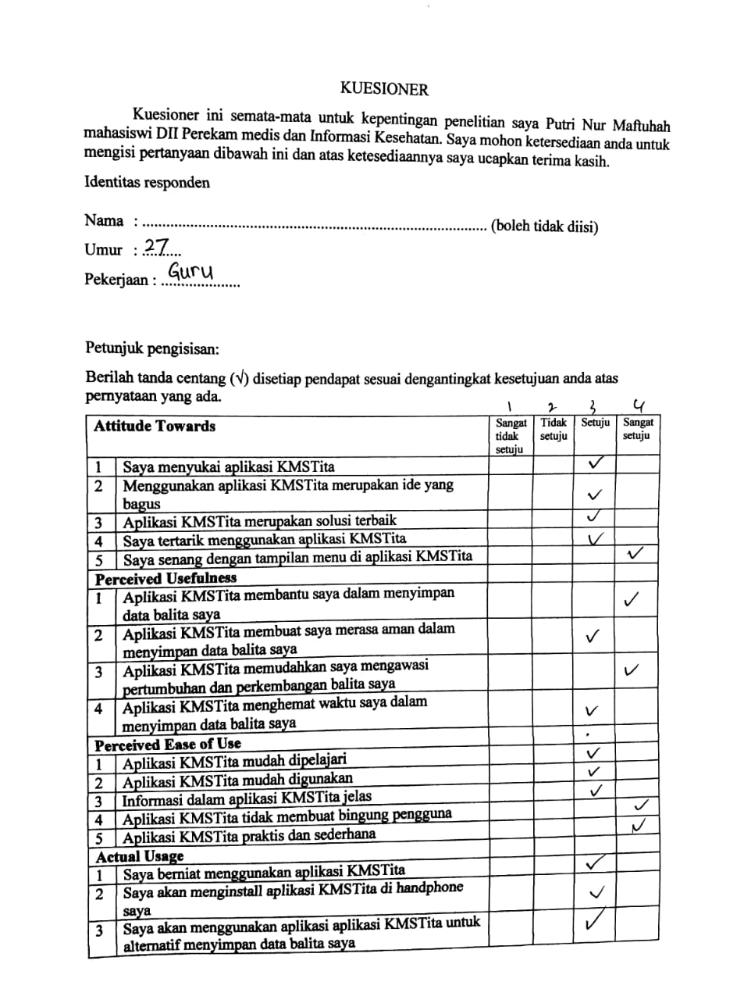 KUESIONER
Kuesioner ini semata-mata untuk kepentingan penelitian saya Putri Nur Maftuhah
mahasiswi DII Perekam medis dan Informasi Kesehatan. Saya mohon ketersediaan anda untuk
mengisi pertanyaan dibawah ini dan atas ketesediaannya saya ucapkan terima kasih.
Identitas responden
Nama : ........................................................................................ (boleh tidak diisi)
Umur : 27
Pekerjaan : Guru
Petunjuk pengisisan:
Berilah tanda centang (√) disetiap pendapat sesuai dengantingkat kesetujuan anda atas
pernyataan yang ada.
1 2 3 4
Attitude Towards Sangat Tidak Setuju Sangat
tidak setuju setuju
setuju
1 Saya menyukai aplikasi KMSTita ✓
2 Menggunakan aplikasi KMSTita merupakan ide yang
bagus ✓
3 Aplikasi KMSTita merupakan solusi terbaik ✓
4 Saya tertarik menggunakan aplikasi KMSTita ✓
5 Saya senang dengan tampilan menu di aplikasi KMSTita ✓
Perceived Usefulness
1 Aplikasi KMSTita membantu saya dalam menyimpan
data balita saya ✓
2 Aplikasi KMSTita membuat saya merasa aman dalam
menyimpan data balita saya ✓
3 Aplikasi KMSTita memudahkan saya mengawasi
pertumbuhan dan perkembangan balita saya ✓
4 Aplikasi KMSTita menghemat waktu saya dalam
menyimpan data balita saya ✓
Perceived Ease of Use
1 Aplikasi KMSTita mudah dipelajari ✓
2 Aplikasi KMSTita mudah digunakan ✓
3 Informasi dalam aplikasi KMSTita jelas ✓
4 Aplikasi KMSTita tidak membuat bingung pengguna ✓
5 Aplikasi KMSTita praktis dan sederhana ✓
Actual Usage
1 Saya berniat menggunakan aplikasi KMSTita ✓
2 Saya akan menginstall aplikasi KMSTita di handphone
saya ✓
3 Saya akan menggunakan aplikasi aplikasi KMSTita untuk
alternatif menyimpan data balita saya ✓